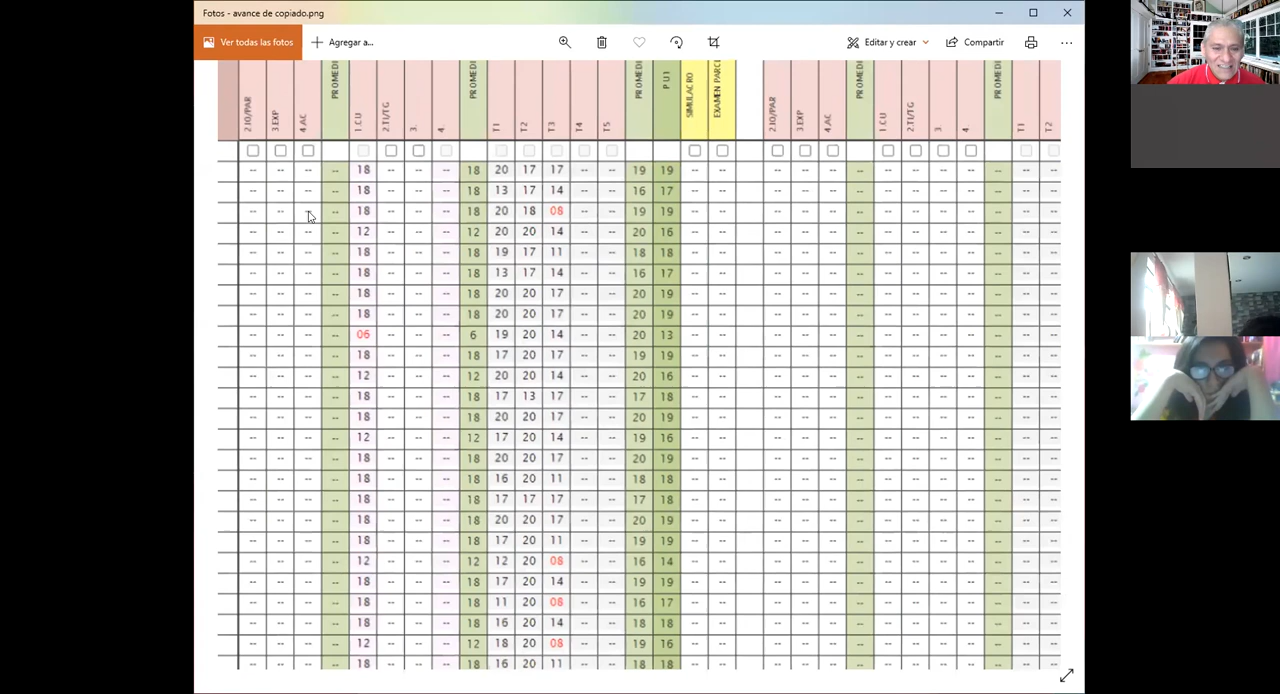 Fotos - avance de copiado.png
Ver todas las fotos Agregar a... Editar y crear Compartir
2.IO/PAR 3.EXP 4.AC PROMEDI 1.CU 2.TI/TG 3. 4. PROMEDI T1 T2 T3 T4 T5 PROMEDI P U1 SIMULACRO EXAMEN PARCI 2.IO/PAR 3.EXP 4.AC PROMEDI 1.CU 2.TI/TG 3. 4. PROMEDI T1 T2
-- -- -- -- 18 -- -- -- 18 20 17 17 -- -- 19 19 -- -- -- -- -- -- -- -- -- -- -- -- --
-- -- -- -- 18 -- -- -- 18 13 17 14 -- -- 16 17 -- -- -- -- -- -- -- -- -- -- -- -- --
-- -- -- -- 18 -- -- -- 18 20 18 08 -- -- 19 19 -- -- -- -- -- -- -- -- -- -- -- -- --
-- -- -- -- 12 -- -- -- 12 20 20 14 -- -- 20 16 -- -- -- -- -- -- -- -- -- -- -- -- --
-- -- -- -- 18 -- -- -- 18 19 17 11 -- -- 18 18 -- -- -- -- -- -- -- -- -- -- -- -- --
-- -- -- -- 18 -- -- -- 18 13 17 14 -- -- 16 17 -- -- -- -- -- -- -- -- -- -- -- -- --
-- -- -- -- 18 -- -- -- 18 20 20 17 -- -- 20 19 -- -- -- -- -- -- -- -- -- -- -- -- --
-- -- -- -- 18 -- -- -- 18 20 20 17 -- -- 20 19 -- -- -- -- -- -- -- -- -- -- -- -- --
-- -- -- -- 06 -- -- -- 6 19 20 14 -- -- 20 13 -- -- -- -- -- -- -- -- -- -- -- -- --
-- -- -- -- 18 -- -- -- 18 17 20 17 -- -- 19 19 -- -- -- -- -- -- -- -- -- -- -- -- --
-- -- -- -- 12 -- -- -- 12 20 20 14 -- -- 20 16 -- -- -- -- -- -- -- -- -- -- -- -- --
-- -- -- -- 18 -- -- -- 18 17 13 17 -- -- 17 18 -- -- -- -- -- -- -- -- -- -- -- -- --
-- -- -- -- 18 -- -- -- 18 20 20 17 -- -- 20 19 -- -- -- -- -- -- -- -- -- -- -- -- --
-- -- -- -- 12 -- -- -- 12 17 20 14 -- -- 19 16 -- -- -- -- -- -- -- -- -- -- -- -- --
-- -- -- -- 18 -- -- -- 18 20 20 17 -- -- 20 19 -- -- -- -- -- -- -- -- -- -- -- -- --
-- -- -- -- 18 -- -- -- 18 16 20 11 -- -- 18 18 -- -- -- -- -- -- -- -- -- -- -- -- --
-- -- -- -- 18 -- -- -- 18 17 17 17 -- -- 17 18 -- -- -- -- -- -- -- -- -- -- -- -- --
-- -- -- -- 18 -- -- -- 18 20 20 17 -- -- 20 19 -- -- -- -- -- -- -- -- -- -- -- -- --
-- -- -- -- 18 -- -- -- 18 17 20 11 -- -- 19 19 -- -- -- -- -- -- -- -- -- -- -- -- --
-- -- -- -- 12 -- -- -- 12 12 20 08 -- -- 16 14 -- -- -- -- -- -- -- -- -- -- -- -- --
-- -- -- -- 18 -- -- -- 18 17 20 14 -- -- 19 19 -- -- -- -- -- -- -- -- -- -- -- -- --
-- -- -- -- 18 -- -- -- 18 11 20 08 -- -- 16 17 -- -- -- -- -- -- -- -- -- -- -- -- --
-- -- -- -- 18 -- -- -- 18 16 20 14 -- -- 18 18 -- -- -- -- -- -- -- -- -- -- -- -- --
-- -- -- -- 12 -- -- -- 12 18 20 08 -- -- 19 16 -- -- -- -- -- -- -- -- -- -- -- -- --
-- -- -- -- 18 -- -- -- 18 16 20 11 -- -- 18 18 -- -- -- -- -- -- -- -- -- -- -- -- --